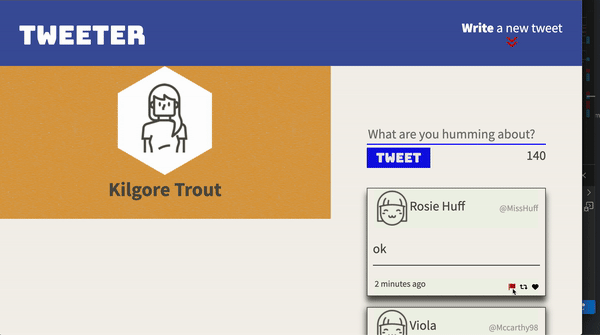 TWEETER
Write a new tweet
Kilgore Trout
What are you humming about?
TWEET
140
Rosie Huff
@MissHuff
ok
2 minutes ago
Viola
@Mccarthy98